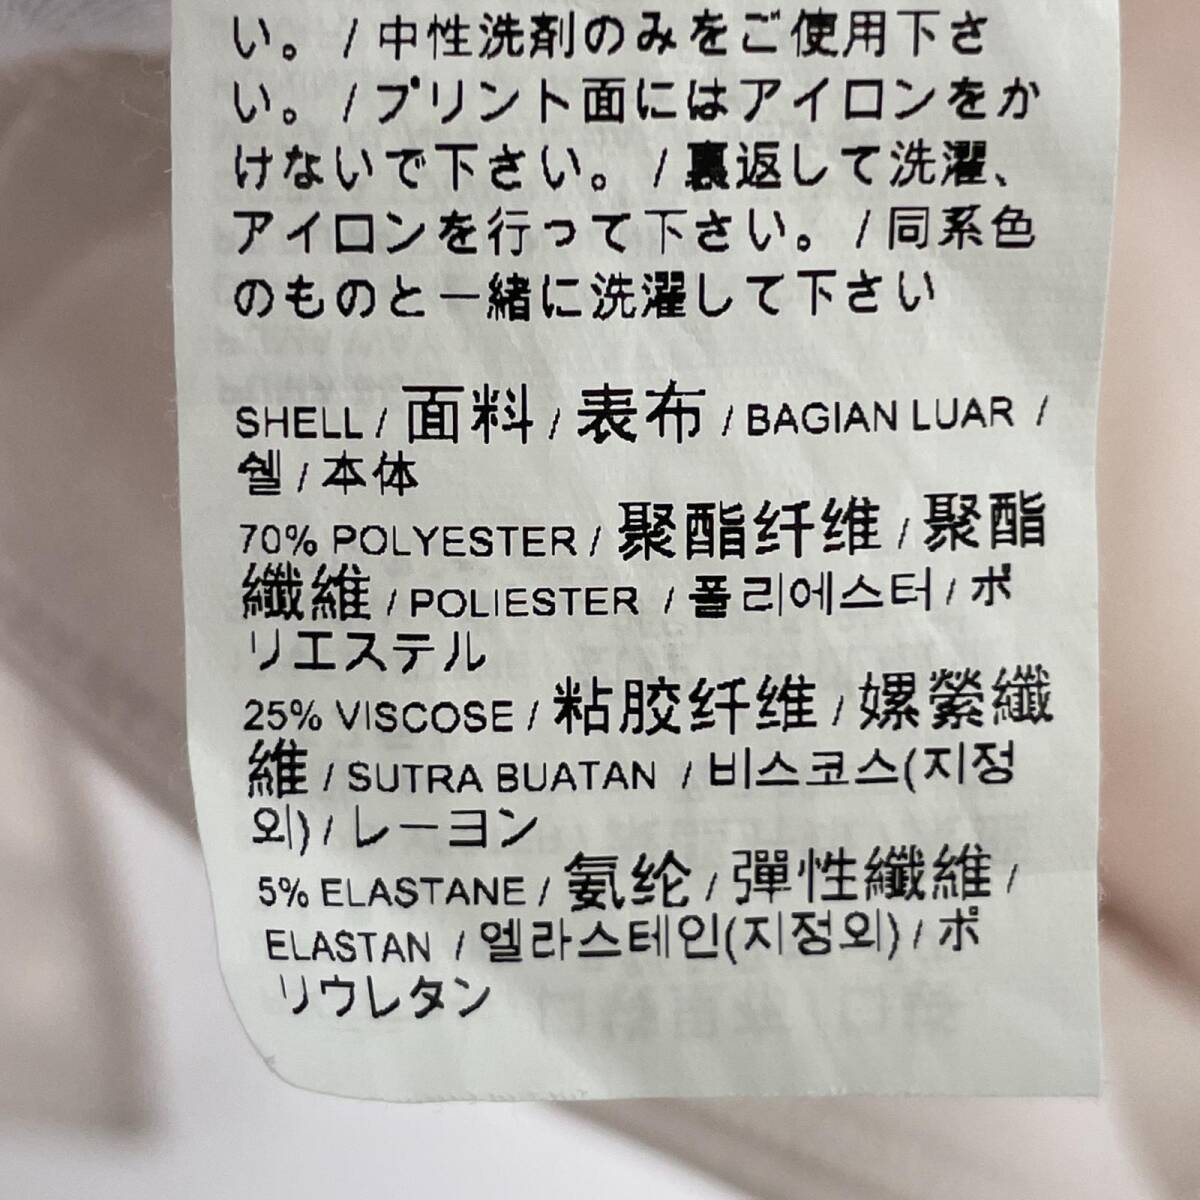 い。 / 中性洗剤のみをご使用下さ
い。 / プリント面にはアイロンをか
けないで下さい。 / 裏返して洗濯、
アイロンを行って下さい。 / 同系色
のものと一緒に洗濯して下さい
SHELL / 面料 / 表布 / BAGIAN LUAR /
쉘 / 本体
70% POLYESTER / 聚酯纤维 / 聚酯
纖維 / POLIESTER / 폴리에스터 / ポ
リエステル
25% VISCOSE / 粘胶纤维 / 嫘縈纖
維 / SUTRA BUATAN / 비스코스(지정
외) / レーヨン
5% ELASTANE / 氨纶 / 彈性纖維 /
ELASTAN / 엘라스테인(지정외) / ポ
リウレタン